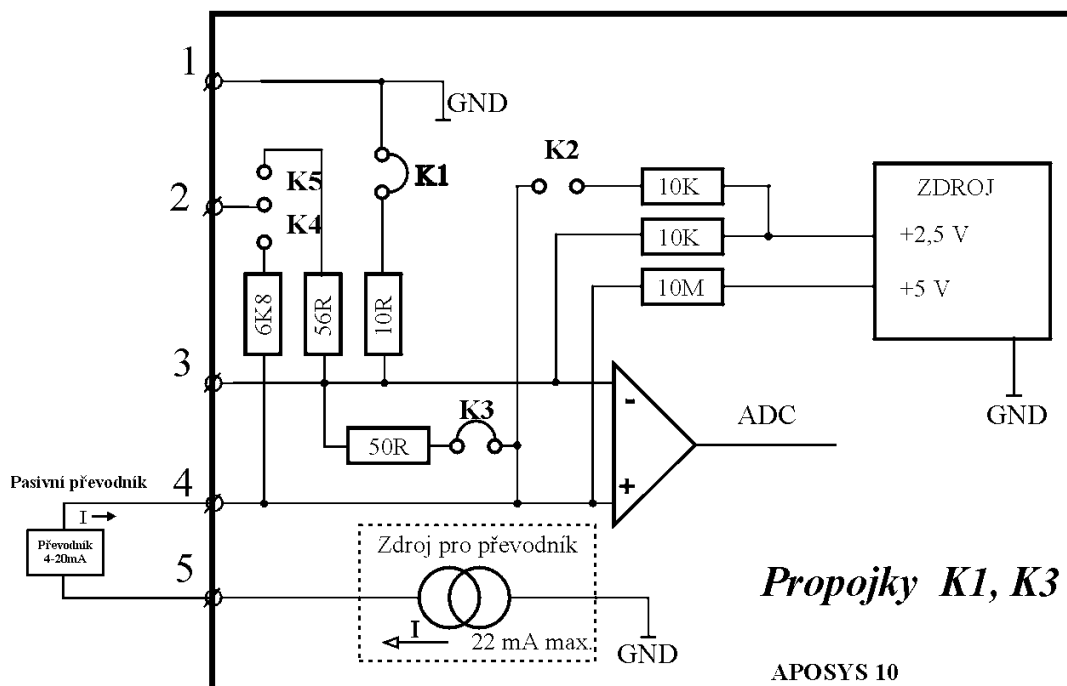 1
GND
K5
K1
K2
10K
ZDROJ
2
K4
10K
+2,5 V
10M
+5 V
6K8
56R
10R
3
-
GND
K3
ADC
50R
Pasivní převodník
4
+
I
Převodník
4-20mA
Zdroj pro převodník
5
Propojky K1, K3
I
22 mA max.
GND
APOSYS 10